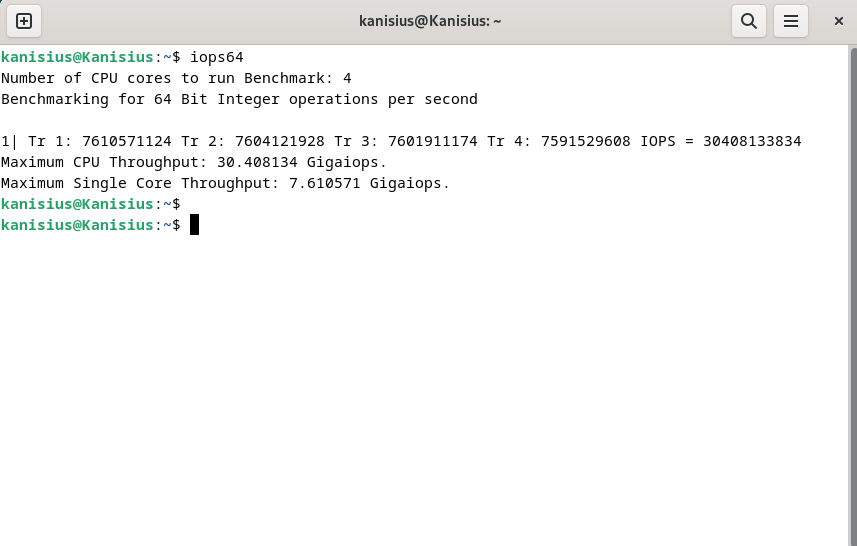 kanisius@Kanisius: ~
kanisius@Kanisius:~$ iops64
Number of CPU cores to run Benchmark: 4
Benchmarking for 64 Bit Integer operations per second
1| Tr 1: 7610571124 Tr 2: 7604121928 Tr 3: 7601911174 Tr 4: 7591529608 IOPS = 30408133834
Maximum CPU Throughput: 30.408134 Gigaiops.
Maximum Single Core Throughput: 7.610571 Gigaiops.
kanisius@Kanisius:~$
kanisius@Kanisius:~$